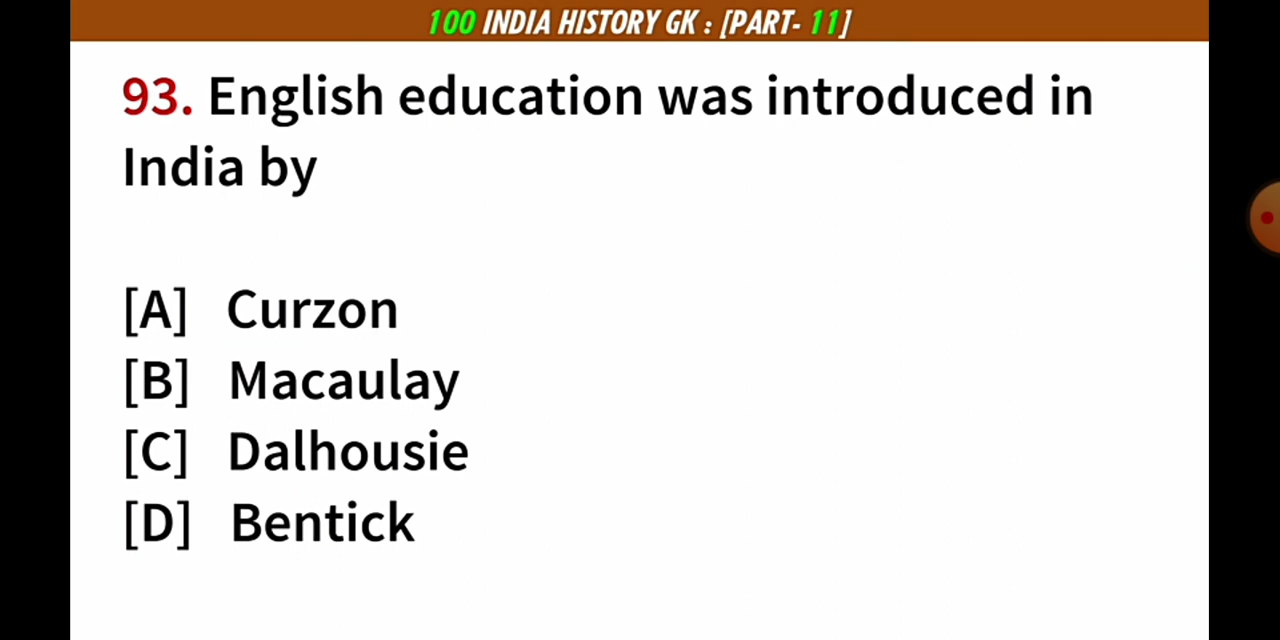 100 INDIA HISTORY GK : [PART- 11]
93. English education was introduced in
India by
[A] Curzon
[B] Macaulay
[C] Dalhousie
[D] Bentick